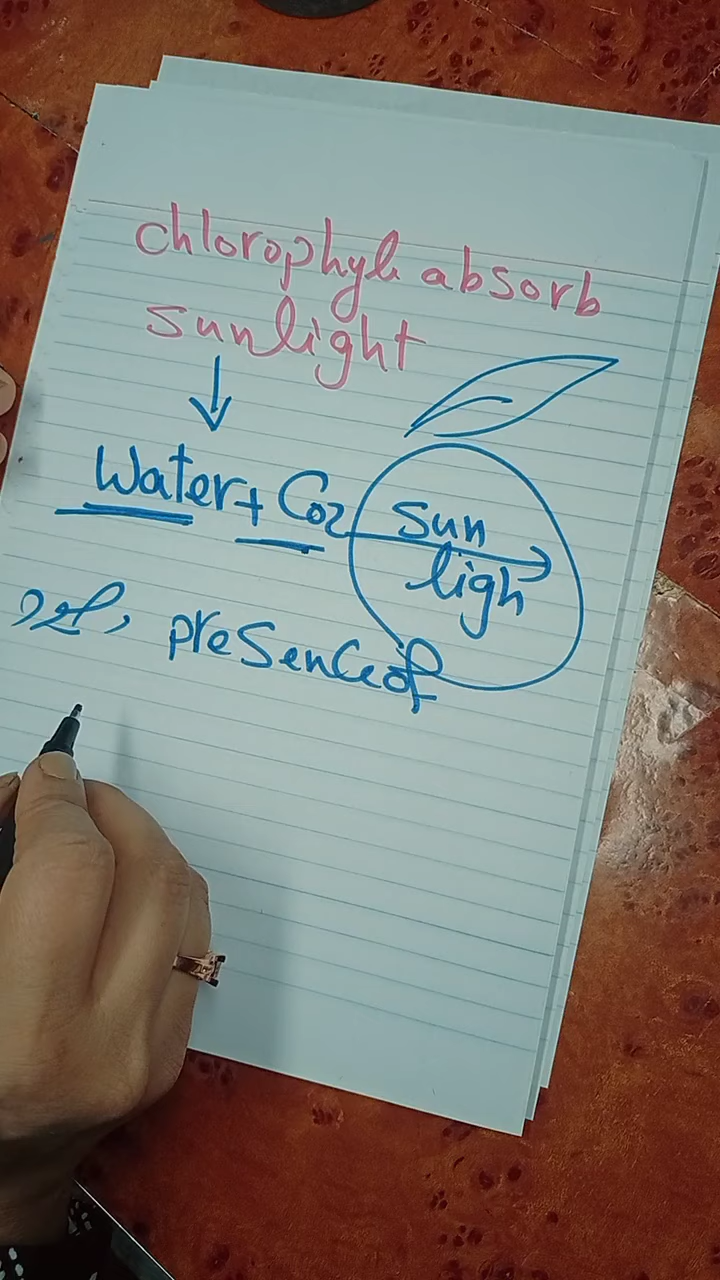 chlorophyll absorb
sunlight
Water + Co2 sun
ligh
presence of